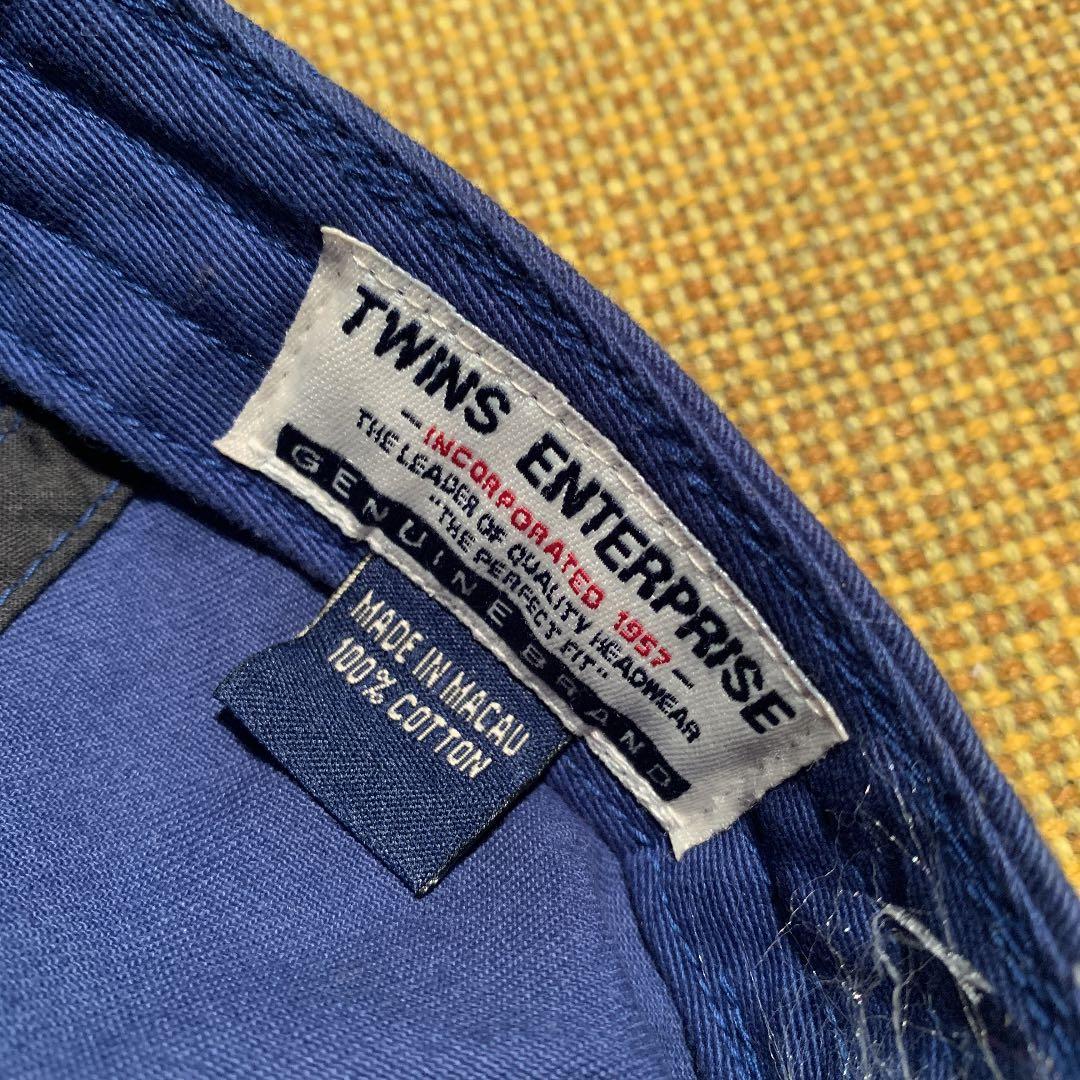 TWINS ENTERPRISE
— INCORPORATED 1957 —
THE LEADER OF QUALITY HEADWEAR
"THE PERFECT FIT"
GENUINE BRAND
MADE IN MACAU
100% COTTON